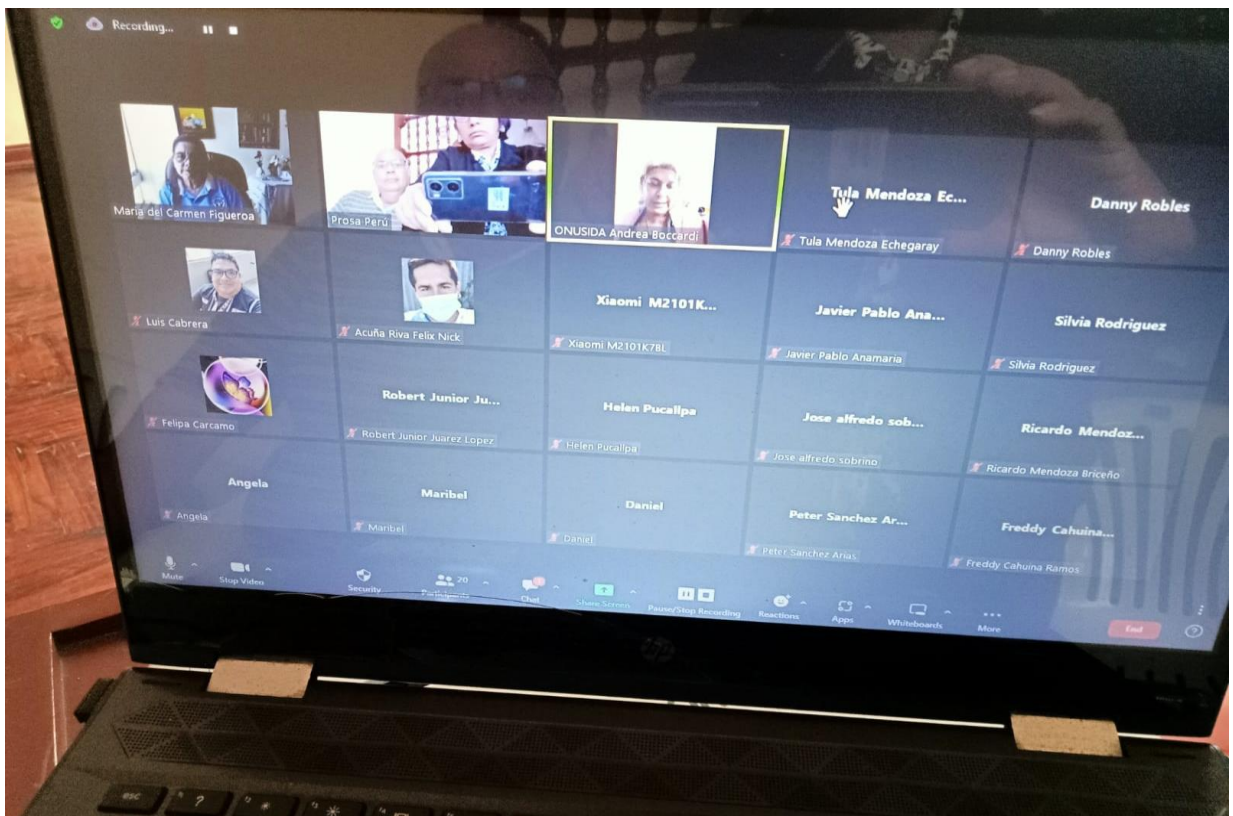 Recording...
Maria del Carmen Figueroa
Prosa Perú
ONUSIDA Andrea Boccardi
Tula Mendoza Ec...
Tula Mendoza Echegaray
Danny Robles
Danny Robles
Luis Cabrera
Acuña Riva Felix Nick
Xiaomi M2101K...
Xiaomi M2101K7BL
Javier Pablo Ana...
Javier Pablo Anamaria
Silvia Rodriguez
Silvia Rodriguez
Felipa Carcamo
Robert Junior Ju...
Robert Junior Juarez Lopez
Helen Pucallpa
Helen Pucallpa
Jose alfredo sob...
Jose alfredo sobrino
Ricardo Mendoz...
Ricardo Mendoza Briceño
Angela
Angela
Maribel
Maribel
Daniel
Daniel
Peter Sanchez Ar...
Peter Sanchez Arias
Freddy Cahuina...
Freddy Cahuina Ramos
Mute
Stop Video
Security
Participants
20
Chat
Share Screen
Pause/Stop Recording
Reactions
Apps
Whiteboards
More
End
hp
esc
?